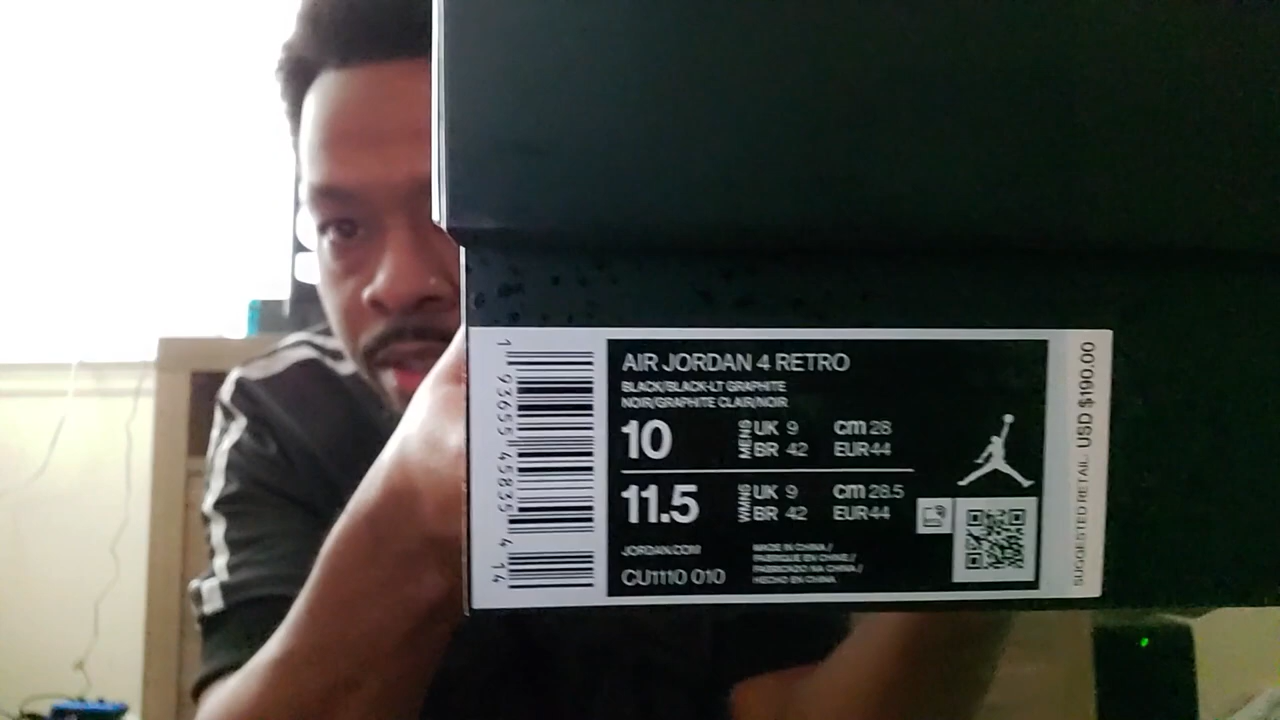 AIR JORDAN 4 RETRO
BLACK/BLACK-LT GRAPHITE
NOIR/GRAPHITE CLAIR/NOIR
10 MENS UK 9 cm 28
BR 42 EUR 44
11.5 WMNS UK 9 cm 28.5
BR 42 EUR 44
JORDAN.COM
CU1110 010
MADE IN CHINA /
FABRIQUE EN CHINE /
FABRICADO NA CHINA /
HECHO EN CHINA
1 93655 45835 4 14
SUGGESTED RETAIL: USD $190.00